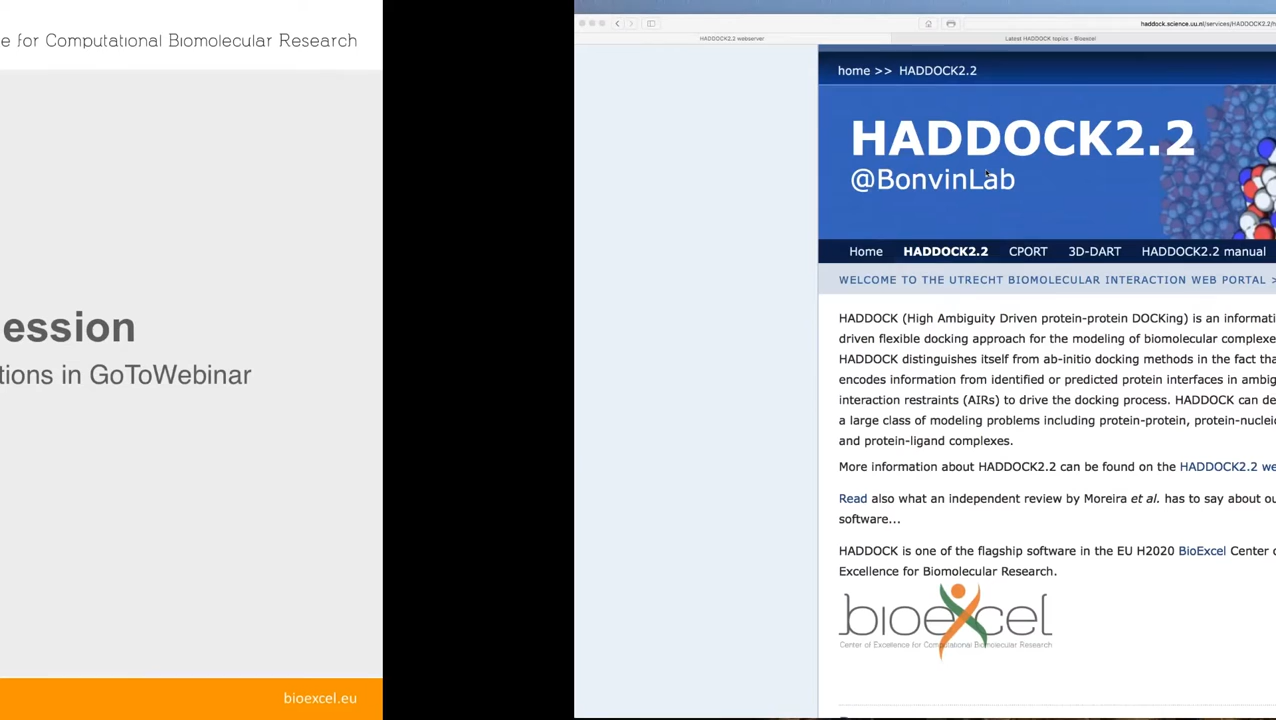 e for Computational Biomolecular Research
ession
tions in GoToWebinar
bioexcel.eu
haddock.science.uu.nl/services/HADDOCK2.2/h
HADDOCK2.2 webserver
Latest HADDOCK topics - Bioexcel
home >> HADDOCK2.2
HADDOCK2.2
@BonvinLab
Home HADDOCK2.2 CPORT 3D-DART HADDOCK2.2 manual
WELCOME TO THE UTRECHT BIOMOLECULAR INTERACTION WEB PORTAL >
HADDOCK (High Ambiguity Driven protein-protein DOCKing) is an informati
driven flexible docking approach for the modeling of biomolecular complexe
HADDOCK distinguishes itself from ab-initio docking methods in the fact tha
encodes information from identified or predicted protein interfaces in ambig
interaction restraints (AIRs) to drive the docking process. HADDOCK can de
a large class of modeling problems including protein-protein, protein-nuclei
and protein-ligand complexes.
More information about HADDOCK2.2 can be found on the HADDOCK2.2 we
Read also what an independent review by Moreira et al. has to say about ou
software...
HADDOCK is one of the flagship software in the EU H2020 BioExcel Center o
Excellence for Biomolecular Research.
bioexcel
Center of Excellence for Computational Biomolecular Research